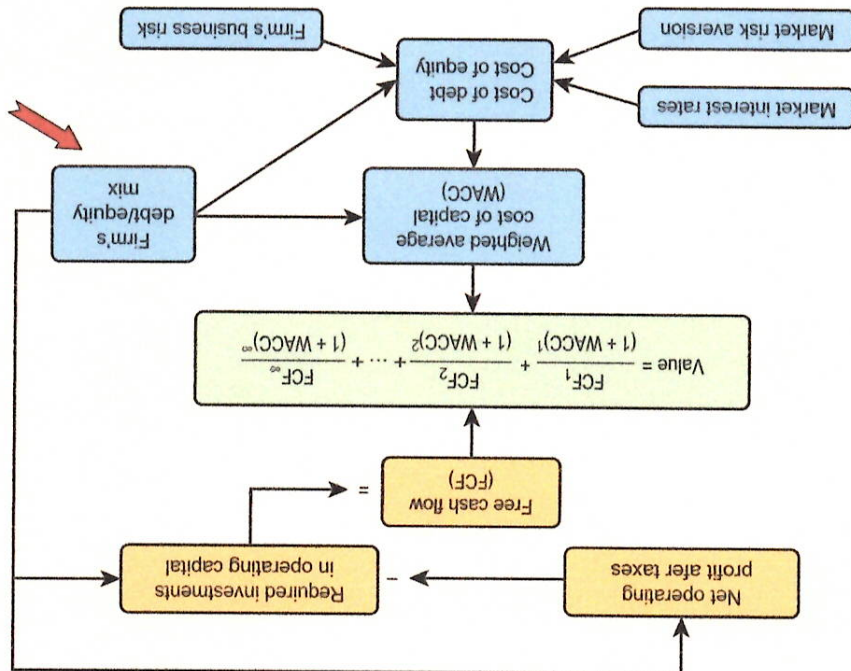 Net operating
profit afer taxes
−
Required investments
in operating capital
Free cash flow
(FCF)
=
Value = FCF₁/(1 + WACC)¹ + FCF₂/(1 + WACC)² + ··· + FCF∞/(1 + WACC)∞
Weighted average
cost of capital
(WACC)
Firm's
debt/equity
mix
Market interest rates
Cost of debt
Cost of equity
Market risk aversion
Firm's business risk